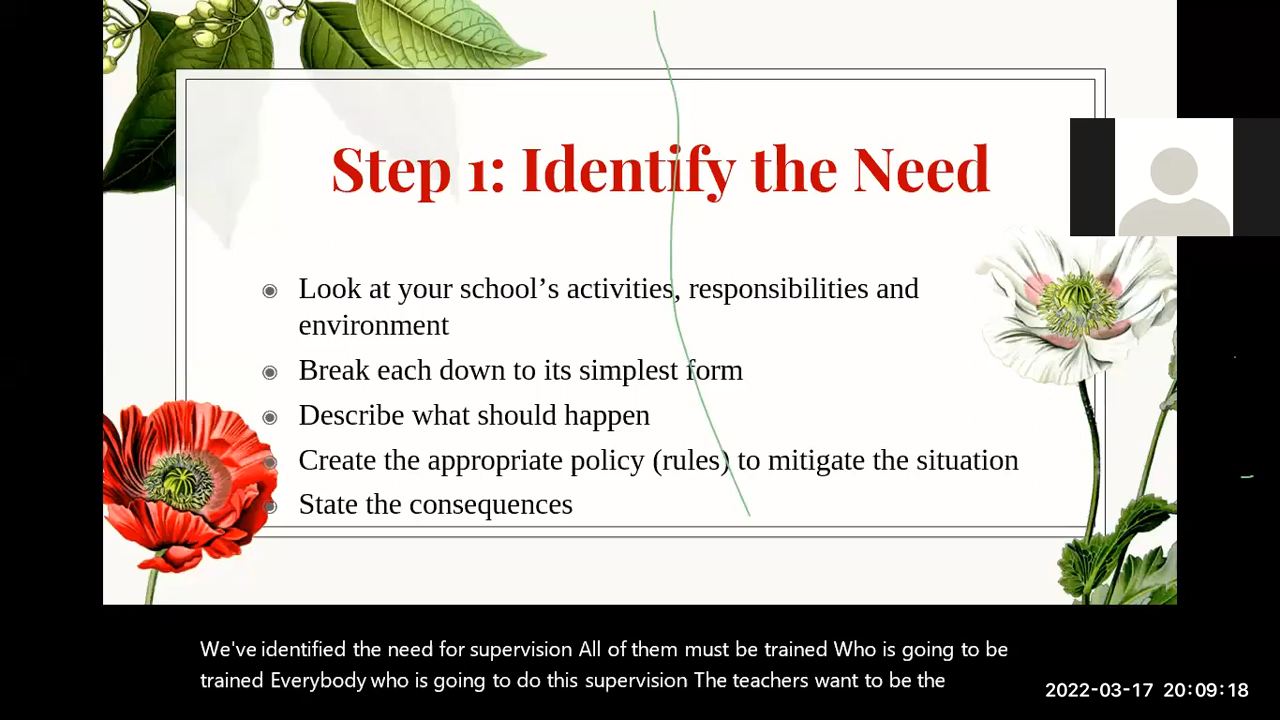 Step 1: Identify the Need
Look at your school’s activities, responsibilities and
environment
Break each down to its simplest form
Describe what should happen
Create the appropriate policy (rules) to mitigate the situation
State the consequences
We've identified the need for supervision All of them must be trained Who is going to be
trained Everybody who is going to do this supervision The teachers want to be the
2022-03-17 20:09:18